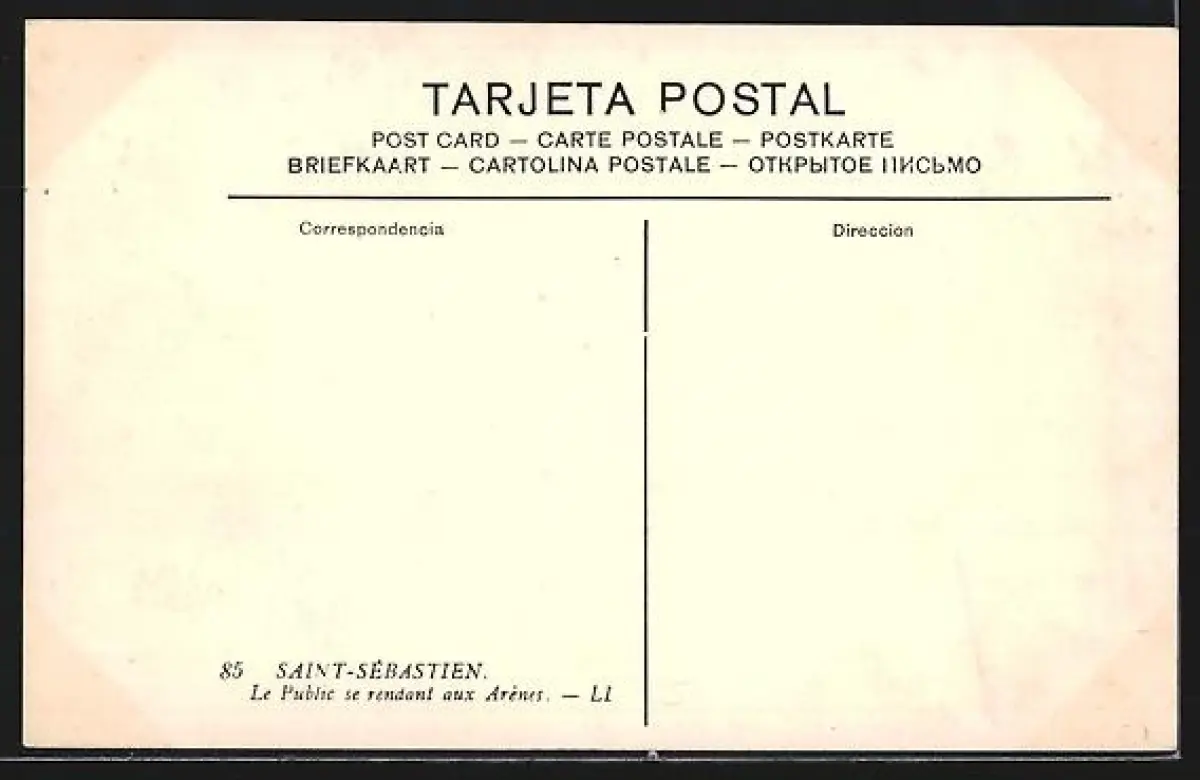 TARJETA POSTAL
POST CARD — CARTE POSTALE — POSTKARTE
BRIEFKAART — CARTOLINA POSTALE — ОТКРЫТОЕ ПИСЬМО
Correspondencia
Direccion
85 SAINT-SÉBASTIEN.
Le Public se rendant aux Arènes. — LL